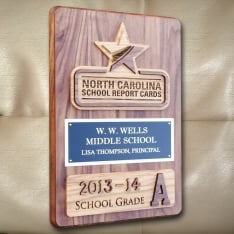 NORTH CAROLINA
SCHOOL REPORT CARDS
W. W. WELLS
MIDDLE SCHOOL
LISA THOMPSON, PRINCIPAL
2013-14
SCHOOL GRADE A